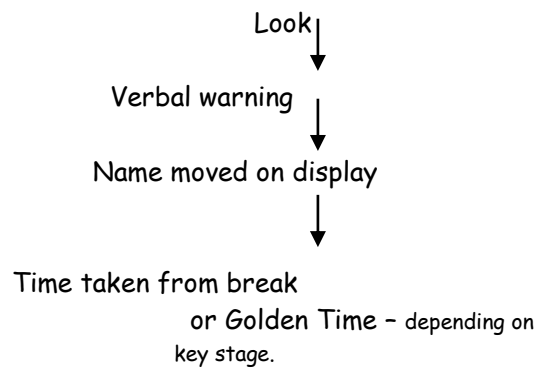 Look
Verbal warning
Name moved on display
Time taken from break
or Golden Time – depending on
key stage.